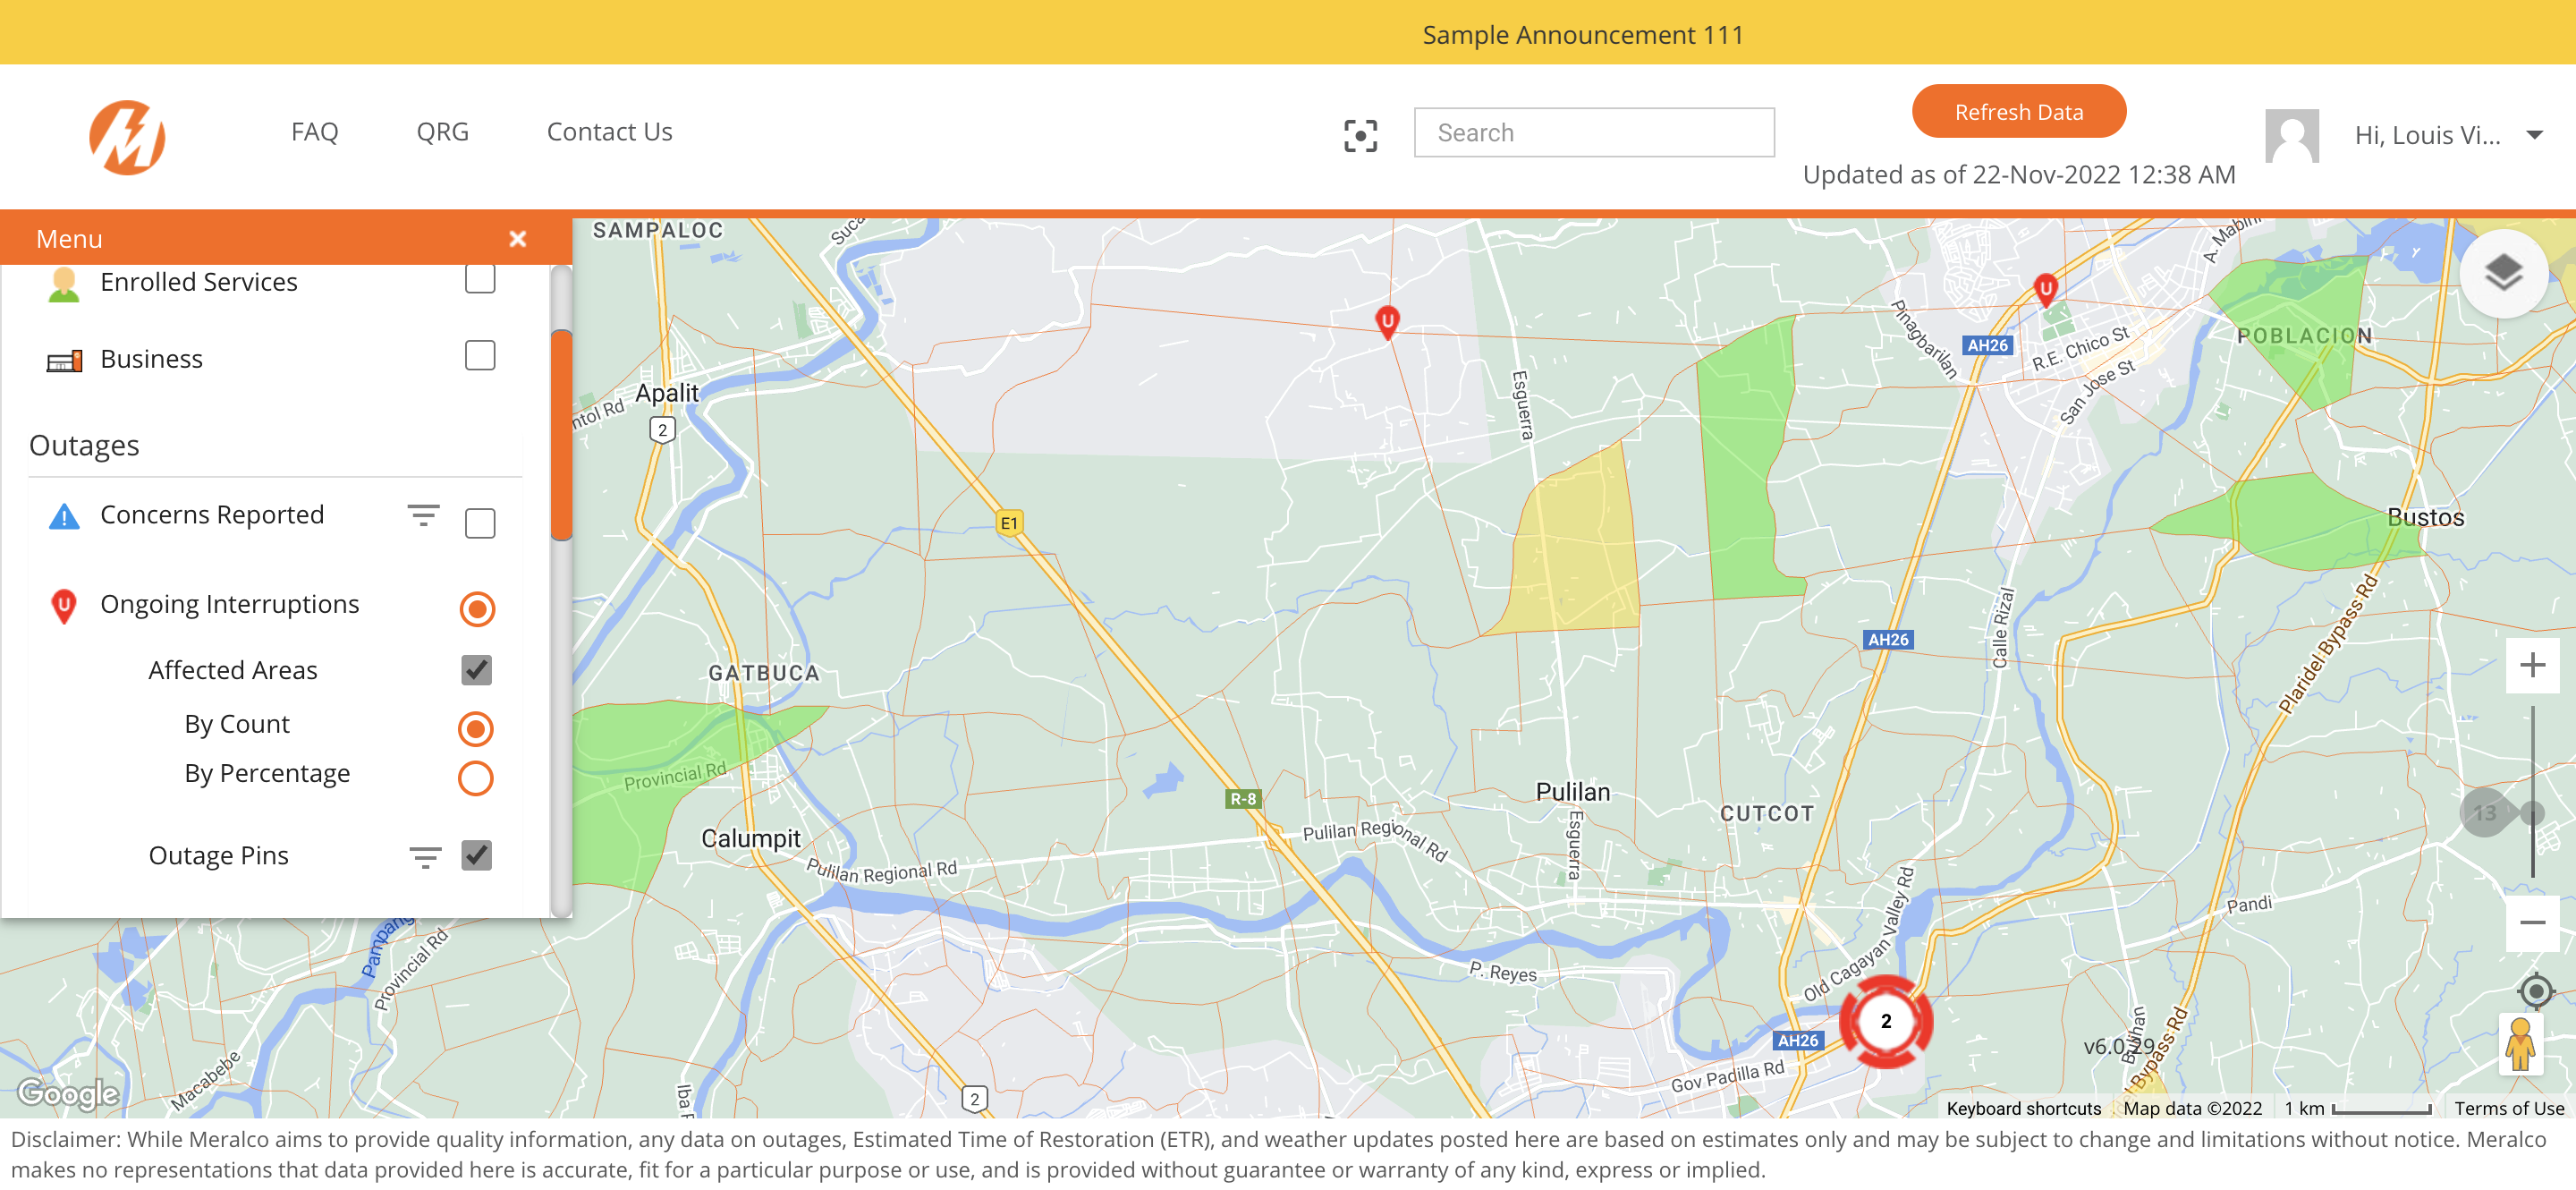 Sample Announcement 111
FAQ
QRG
Contact Us
Search
Refresh Data
Updated as of 22-Nov-2022 12:38 AM
Hi, Louis Vi...
Menu
Enrolled Services
Business
Outages
Concerns Reported
Ongoing Interruptions
Affected Areas
By Count
By Percentage
Outage Pins
SAMPALOC
Apalit
2
E1
U
Esguerra
U
AH26
Pinagbarilan
R.E. Chico St
San Jose St
A. Mabini
POBLACION
Bustos
GATBUCA
AH26
Calle Rizal
Plaridel Bypass Rd
Provincial Rd
Calumpit
Pulilan Regional Rd
R-8
Pulilan Regional Rd
Pulilan
Esguerra
CUTCOT
13
Pandi
Old Cagayan Valley Rd
P. Reyes
Provincial Rd
Macabebe
2
2
AH26
Gov Padilla Rd
v6.0.29
Bypass Rd
Google
Keyboard shortcuts
Map data ©2022
1 km
Terms of Use
Disclaimer: While Meralco aims to provide quality information, any data on outages, Estimated Time of Restoration (ETR), and weather updates posted here are based on estimates only and may be subject to change and limitations without notice. Meralco
makes no representations that data provided here is accurate, fit for a particular purpose or use, and is provided without guarantee or warranty of any kind, express or implied.